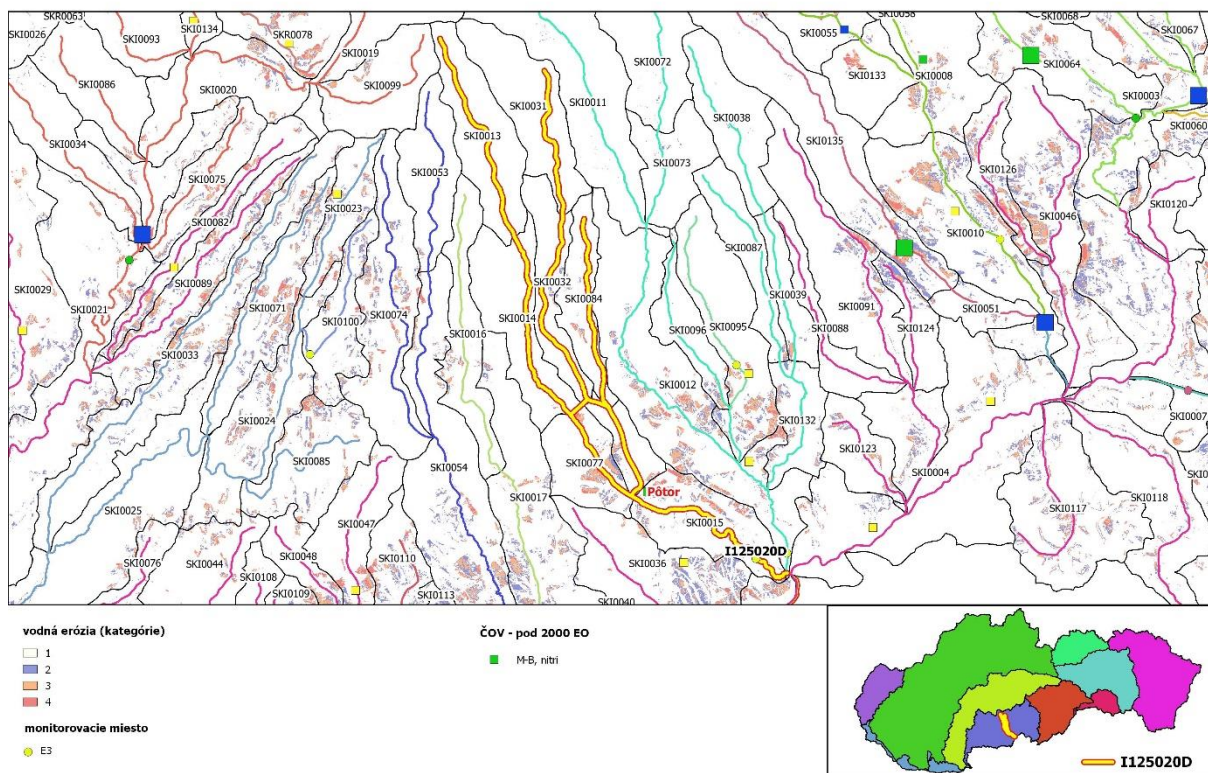 SKR0063
SKI0026
SKI0093
SKI0134
SKR0078
SKI0019
SKI0099
SKI0086
SKI0020
SKI0034
SKI0075
SKI0082
SKI0023
SKI0053
SKI0013
SKI0031
SKI0011
SKI0072
SKI0038
SKI0073
SKI0055
SKI0058
SKI0133
SKI0008
SKI0068
SKI0067
SKI0064
SKI0003
SKI0060
SKI0135
SKI0126
SKI0046
SKI0120
SKI0010
SKI0087
SKI0029
SKI0021
SKI0089
SKI0071
SKI0033
SKI0100
SKI0074
SKI0016
SKI0014
SKI0032
SKI0084
SKI0039
SKI0096
SKI0095
SKI0088
SKI0091
SKI0124
SKI0051
SKI0012
SKI0132
SKI0007
SKI0024
SKI0085
SKI0054
SKI0077
SKI0123
SKI0004
SKI0025
SKI0017
Pôtor
SKI0015
SKI0118
SKI0117
SKI0047
SKI0076
SKI0044
SKI0048
SKI0108
SKI0109
SKI0110
SKI0113
SKI0036
SKI0040
I125020D
vodná erózia (kategórie)
1
2
3
4
monitorovacie miesto
E3
ČOV - pod 2000 EO
M-B, nitri
I125020D